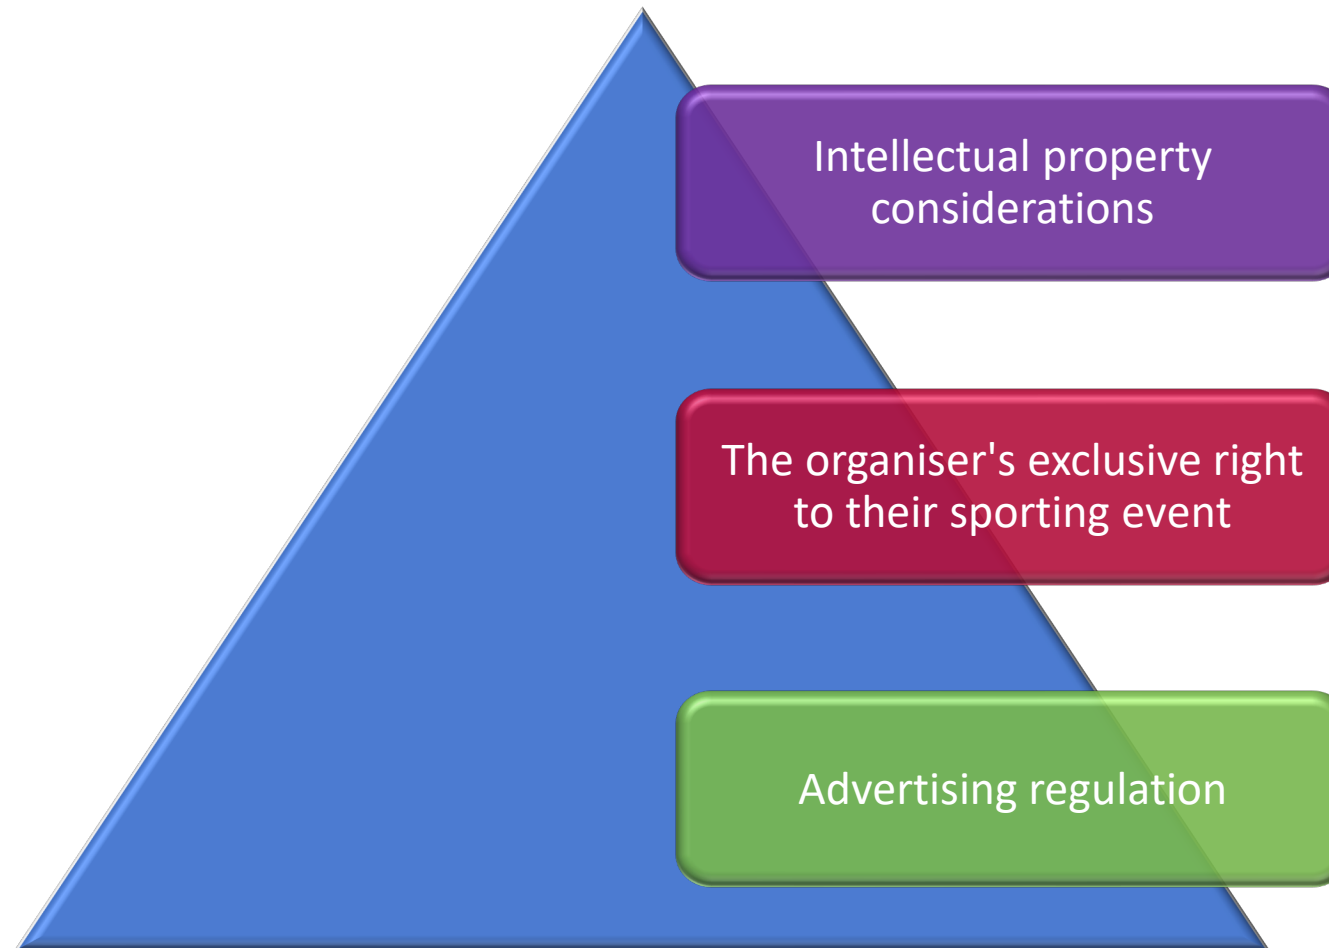 Intellectual property
considerations
The organiser's exclusive right
to their sporting event
Advertising regulation